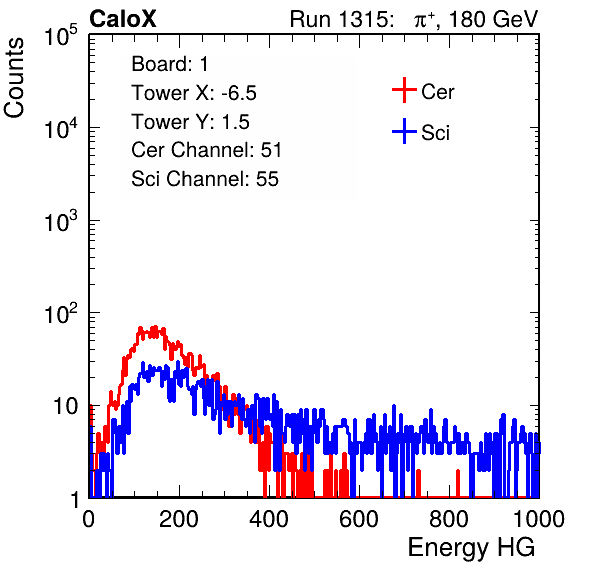 CaloX Run 1315: π⁺, 180 GeV
Counts
10⁵
10⁴
10³
10²
10
1
Board: 1
Tower X: -6.5
Tower Y: 1.5
Cer Channel: 51
Sci Channel: 55
Cer
Sci
0 200 400 600 800 1000
Energy HG